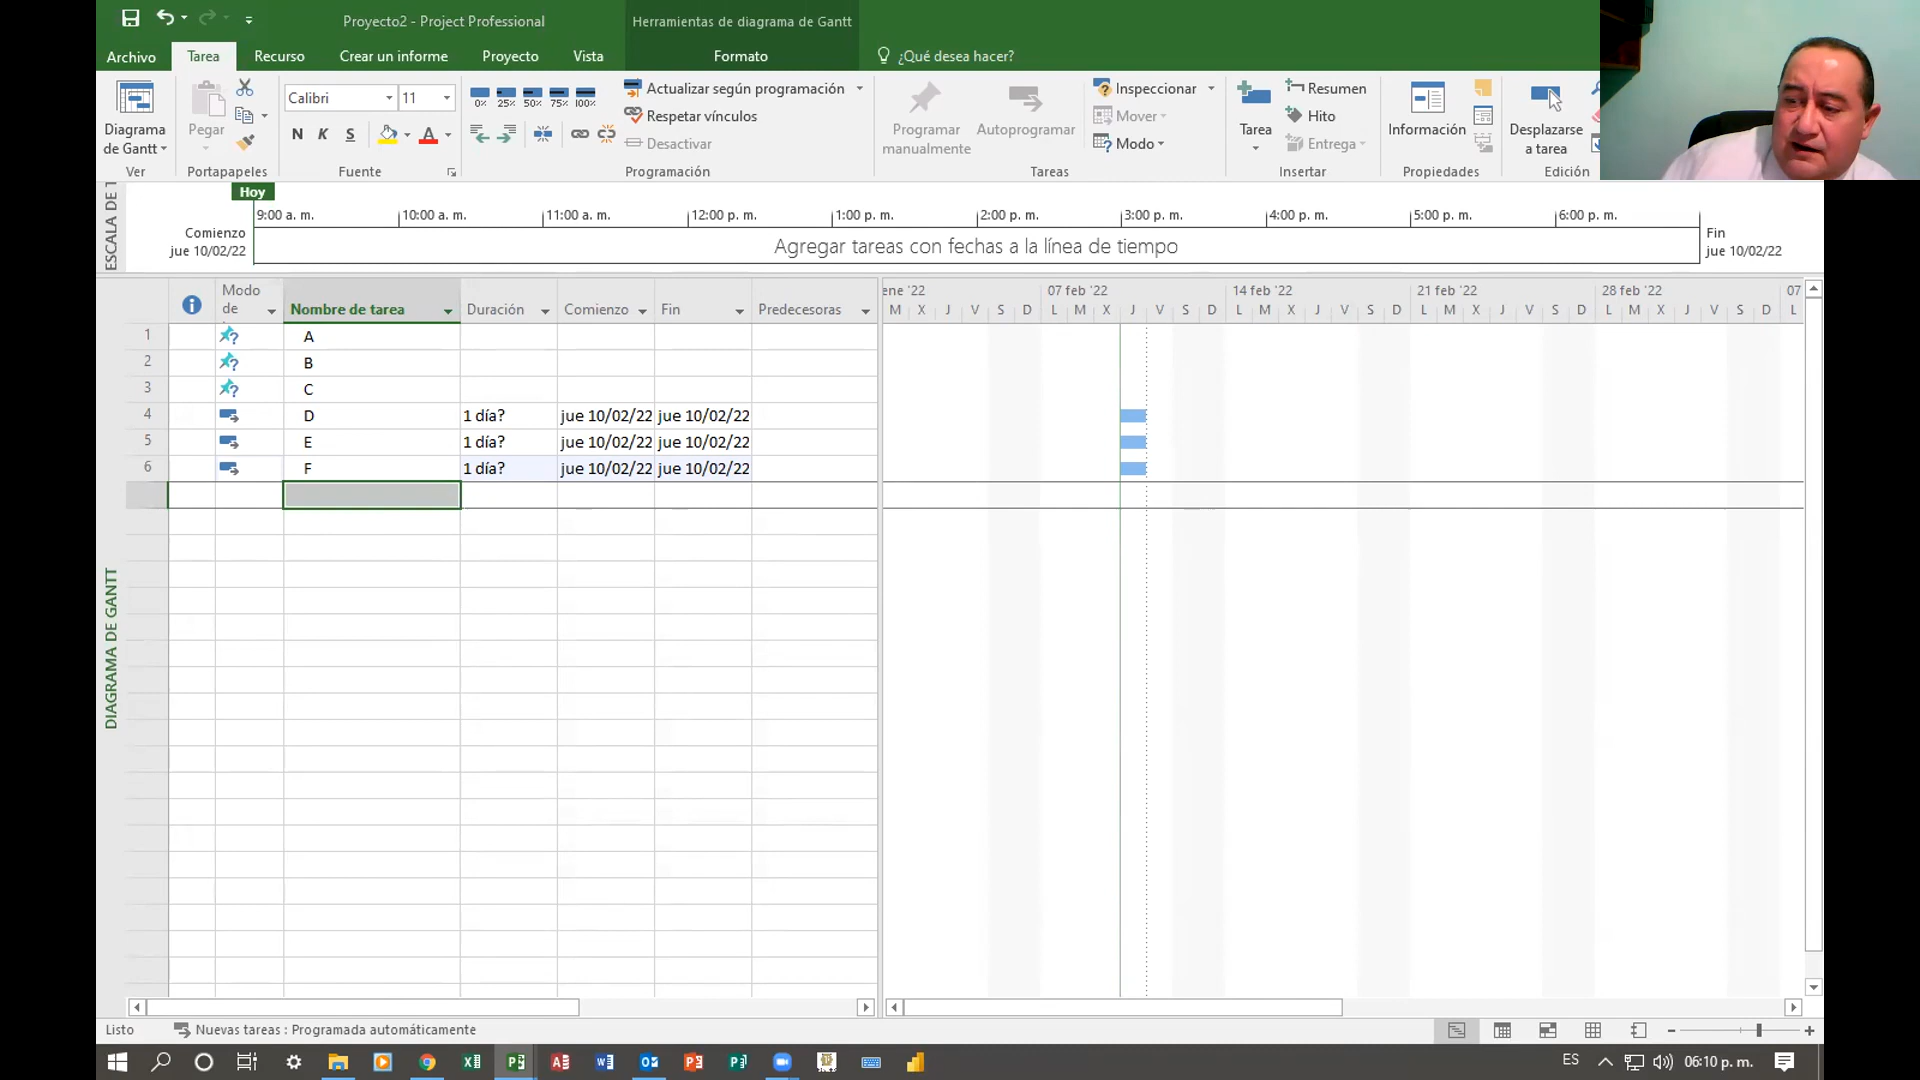 Proyecto2 - Project Professional
Herramientas de diagrama de Gantt
Archivo
Tarea
Recurso
Crear un informe
Proyecto
Vista
Formato
¿Qué desea hacer?
Diagrama
de Gantt
Ver
Pegar
Portapapeles
Calibri
11
N K S
A
Fuente
0% 25% 50% 75% 100%
Actualizar según programación
Respetar vínculos
Desactivar
Programación
Programar
manualmente
Autoprogramar
Inspeccionar
Mover
Modo
Tareas
Tarea
Resumen
Hito
Entrega
Insertar
Información
Propiedades
Desplazarse
a tarea
Edición
ESCALA DE T
Hoy
9:00 a. m.
10:00 a. m.
11:00 a. m.
12:00 p. m.
1:00 p. m.
2:00 p. m.
3:00 p. m.
4:00 p. m.
5:00 p. m.
6:00 p. m.
Comienzo
jue 10/02/22
Agregar tareas con fechas a la línea de tiempo
Fin
jue 10/02/22
Modo
de
Nombre de tarea
Duración
Comienzo
Fin
Predecesoras
ene '22
07 feb '22
14 feb '22
21 feb '22
28 feb '22
07
M X J V S D L M X J V S D L M X J V S D L M X J V S D L M X J V S D L
1 A
2 B
3 C
4 D 1 día? jue 10/02/22 jue 10/02/22
5 E 1 día? jue 10/02/22 jue 10/02/22
6 F 1 día? jue 10/02/22 jue 10/02/22
DIAGRAMA DE GANTT
Listo
Nuevas tareas : Programada automáticamente
ES
06:10 p. m.